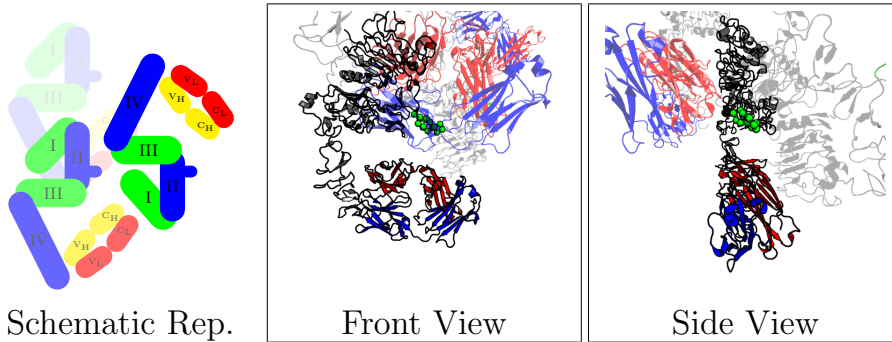 I
II
III
IV
V_L
V_H
C_L
C_H
I
II
III
III
I
II
IV
C_H
C_L
V_H
V_L
Schematic Rep.
Front View
Side View